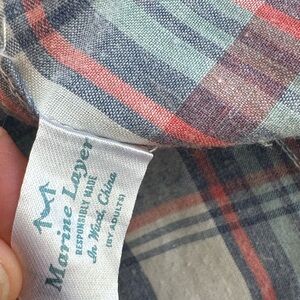 Marine Layer
RESPONSIBLY MADE
In Wuxi, China
(BY ADULTS)